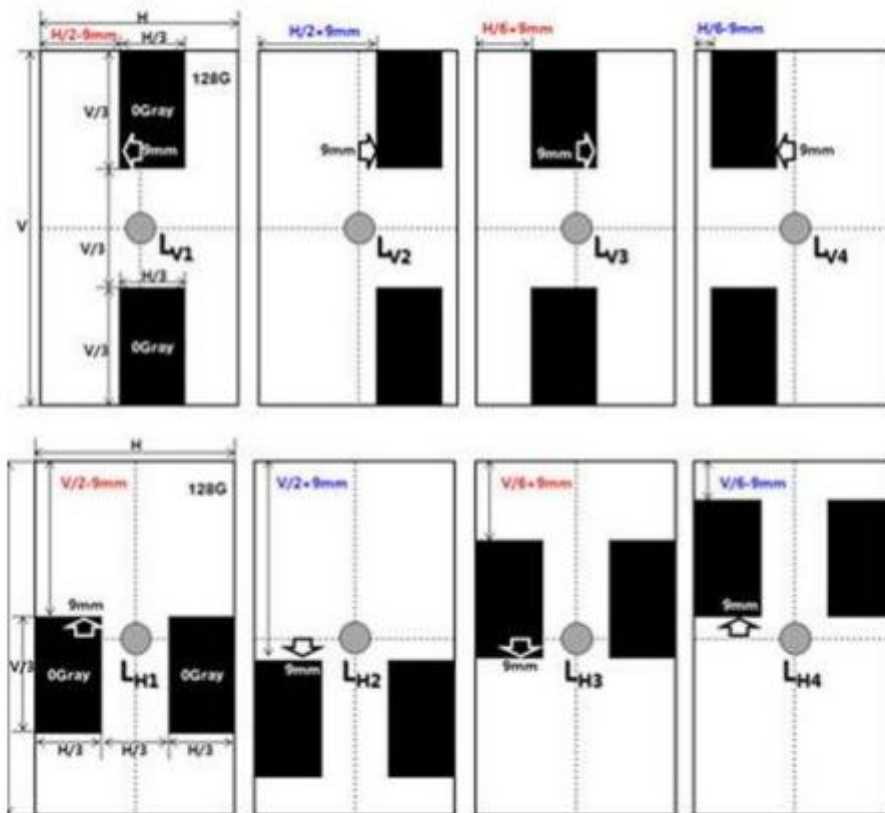 H
H/2-9mm
H/3
H/2+9mm
H/6+9mm
H/6-9mm
128G
V/3
0Gray
9mm
9mm
9mm
9mm
V
V/3
LV1
LV2
LV3
LV4
H/3
V/3
0Gray
H
V/2-9mm
128G
V/2+9mm
V/6+9mm
V/6-9mm
9mm
9mm
9mm
9mm
V/3
0Gray
0Gray
LH1
LH2
LH3
LH4
H/3
H/3
H/3